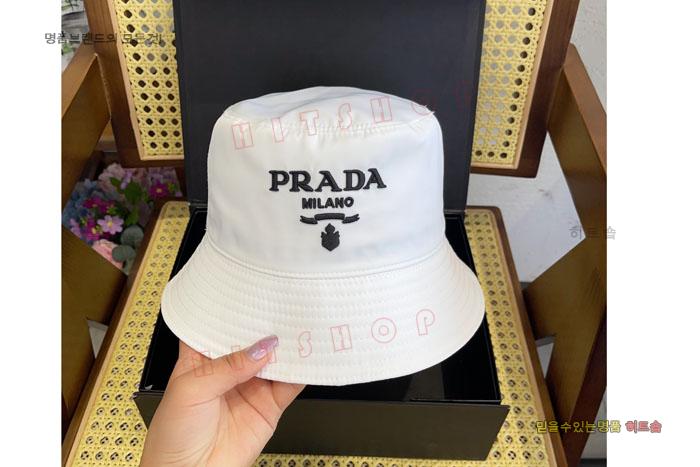 명품브랜드의 모든것!
HITSHOP
PRADA
MILANO
히트 숍
HITSHOP
믿을수있는명품 히트숍